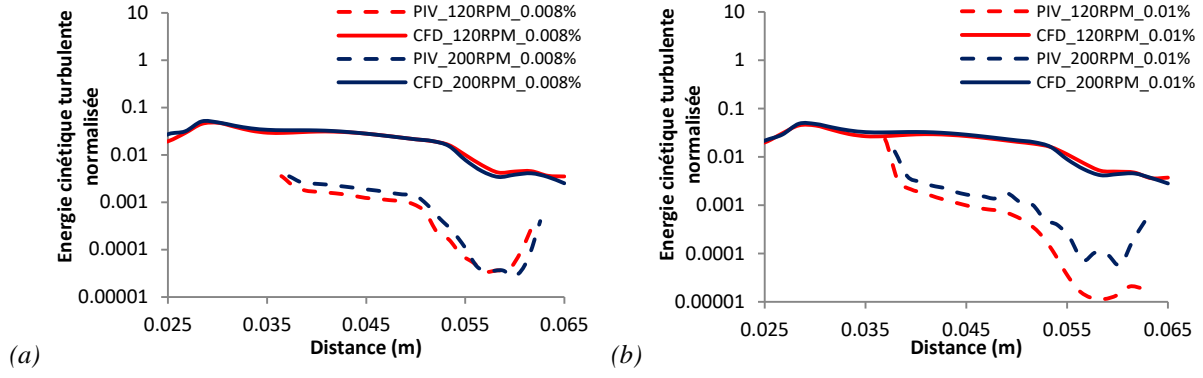 PIV_120RPM_0.008%
CFD_120RPM_0.008%
PIV_200RPM_0.008%
CFD_200RPM_0.008%
Energie cinétique turbulente
normalisée
10
1
0.1
0.01
0.001
0.0001
0.00001
0.025
0.035
0.045
0.055
0.065
Distance (m)
(a)
PIV_120RPM_0.01%
CFD_120RPM_0.01%
PIV_200RPM_0.01%
CFD_200RPM_0.01%
Energie cinétique turbulente
normalisée
10
1
0.1
0.01
0.001
0.0001
0.00001
0.025
0.035
0.045
0.055
0.065
Distance (m)
(b)